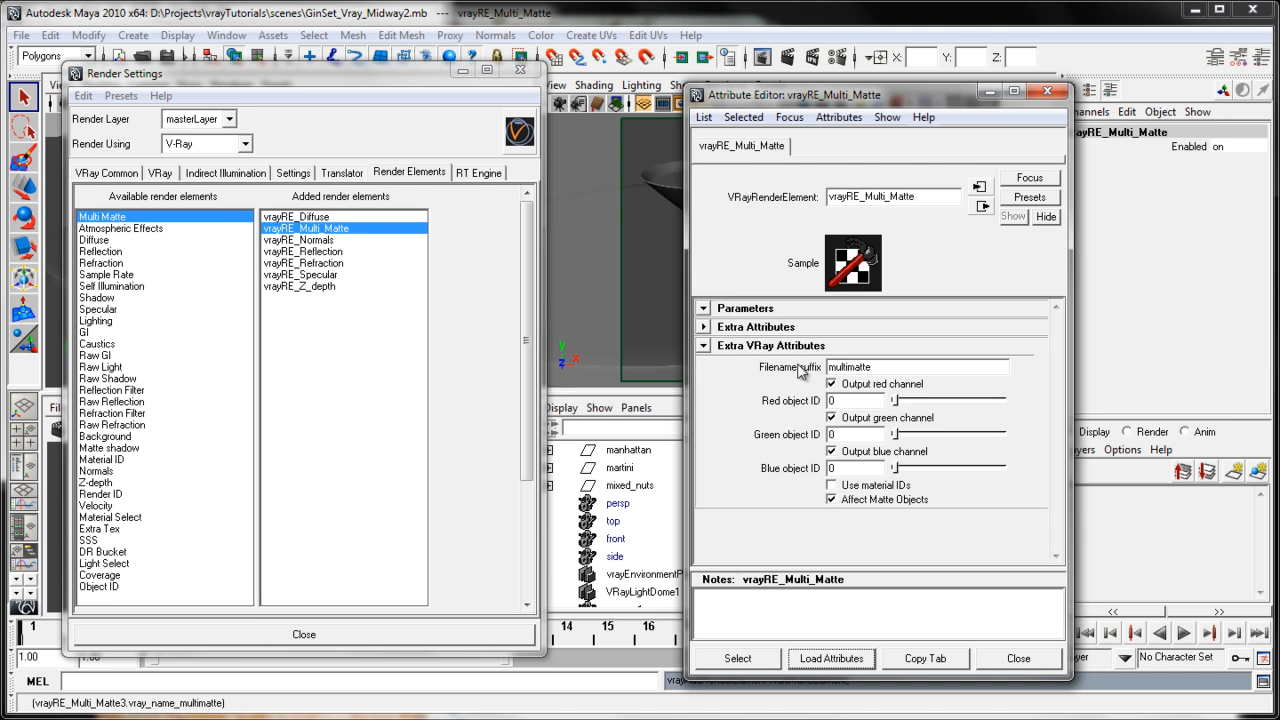 Autodesk Maya 2010 x64: D:\Projects\vrayTutorials\scenes\GinSet_Vray_Midway2.mb --- vrayRE_Multi_Matte
File Edit Modify Create Display Window Assets Select Mesh Edit Mesh Proxy Normals Color Create UVs Edit UVs Help
Polygons
X: Y: Z:
Render Settings
Edit Presets Help
Render Layer masterLayer
Render Using V-Ray
VRay Common VRay Indirect Illumination Settings Translator Render Elements RT Engine
Available render elements
Multi Matte
Atmospheric Effects
Diffuse
Reflection
Refraction
Sample Rate
Self Illumination
Shadow
Specular
Lighting
GI
Caustics
Raw GI
Raw Light
Raw Shadow
Reflection Filter
Raw Reflection
Refraction Filter
Raw Refraction
Background
Matte shadow
Material ID
Normals
Z-depth
Render ID
Velocity
Material Select
Extra Tex
SSS
DR Bucket
Light Select
Coverage
Object ID
Added render elements
vrayRE_Diffuse
vrayRE_Multi_Matte
vrayRE_Normals
vrayRE_Reflection
vrayRE_Refraction
vrayRE_Specular
vrayRE_Z_depth
Close
Shading Lighting
y
x
z
Show Panels
manhattan
martini
mixed_nuts
persp
top
front
side
VRayLightDome1
Attribute Editor: vrayRE_Multi_Matte
List Selected Focus Attributes Show Help
vrayRE_Multi_Matte
VRayRenderElement: vrayRE_Multi_Matte
Focus
Presets
Show Hide
Sample
Parameters
Extra Attributes
Extra VRay Attributes
multimatte
Output red channel
Red object ID 0
Output green channel
Green object ID 0
Output blue channel
Blue object ID 0
Use material IDs
Affect Matte Objects
Notes: vrayRE_Multi_Matte
Select Load Attributes Copy Tab Close
Edit Object Show
Enabled on
Display Render Anim
Options Help
<< >>
1 14 15 16
1.00 1.00
No Character Set
MEL
(vrayRE_Multi_Matte3.vray_name_multimatte)